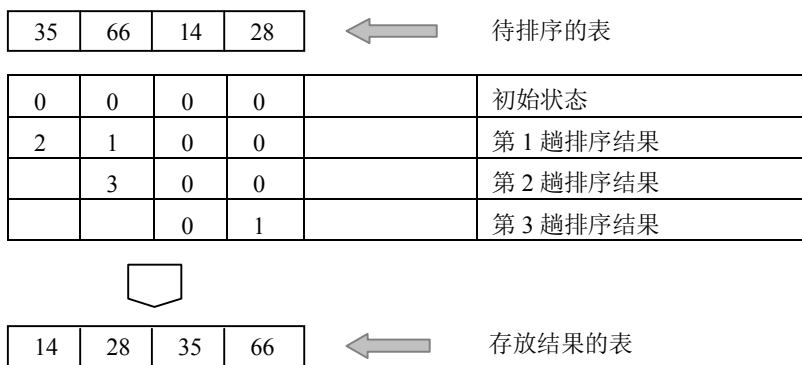 35 66 14 28 待排序的表
0 0 0 0 初始状态
2 1 0 0 第 1 趟排序结果
3 0 0 第 2 趟排序结果
0 1 第 3 趟排序结果
14 28 35 66 存放结果的表